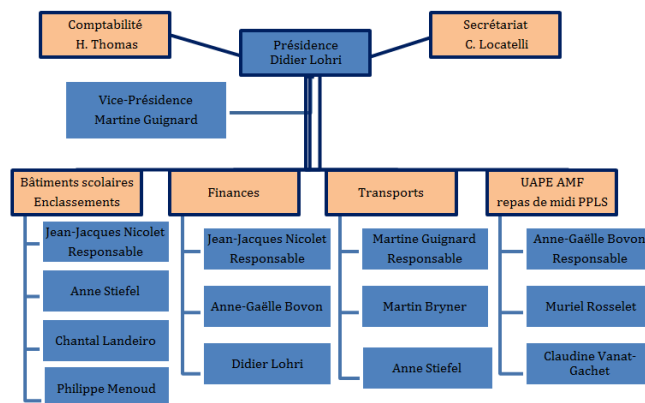 Comptabilité
H. Thomas
Présidence
Didier Lohri
Secrétariat
C. Locatelli
Vice-Présidence
Martine Guignard
Bâtiments scolaires
Enclassements
Finances
Transports
UAPE AMF
repas de midi PPLS
Jean-Jacques Nicolet
Responsable
Anne Stiefel
Chantal Landeiro
Philippe Menoud
Jean-Jacques Nicolet
Responsable
Anne-Gaëlle Bovon
Didier Lohri
Martine Guignard
Responsable
Martin Bryner
Anne Stiefel
Anne-Gaëlle Bovon
Responsable
Muriel Rosselet
Claudine Vanat-
Gachet